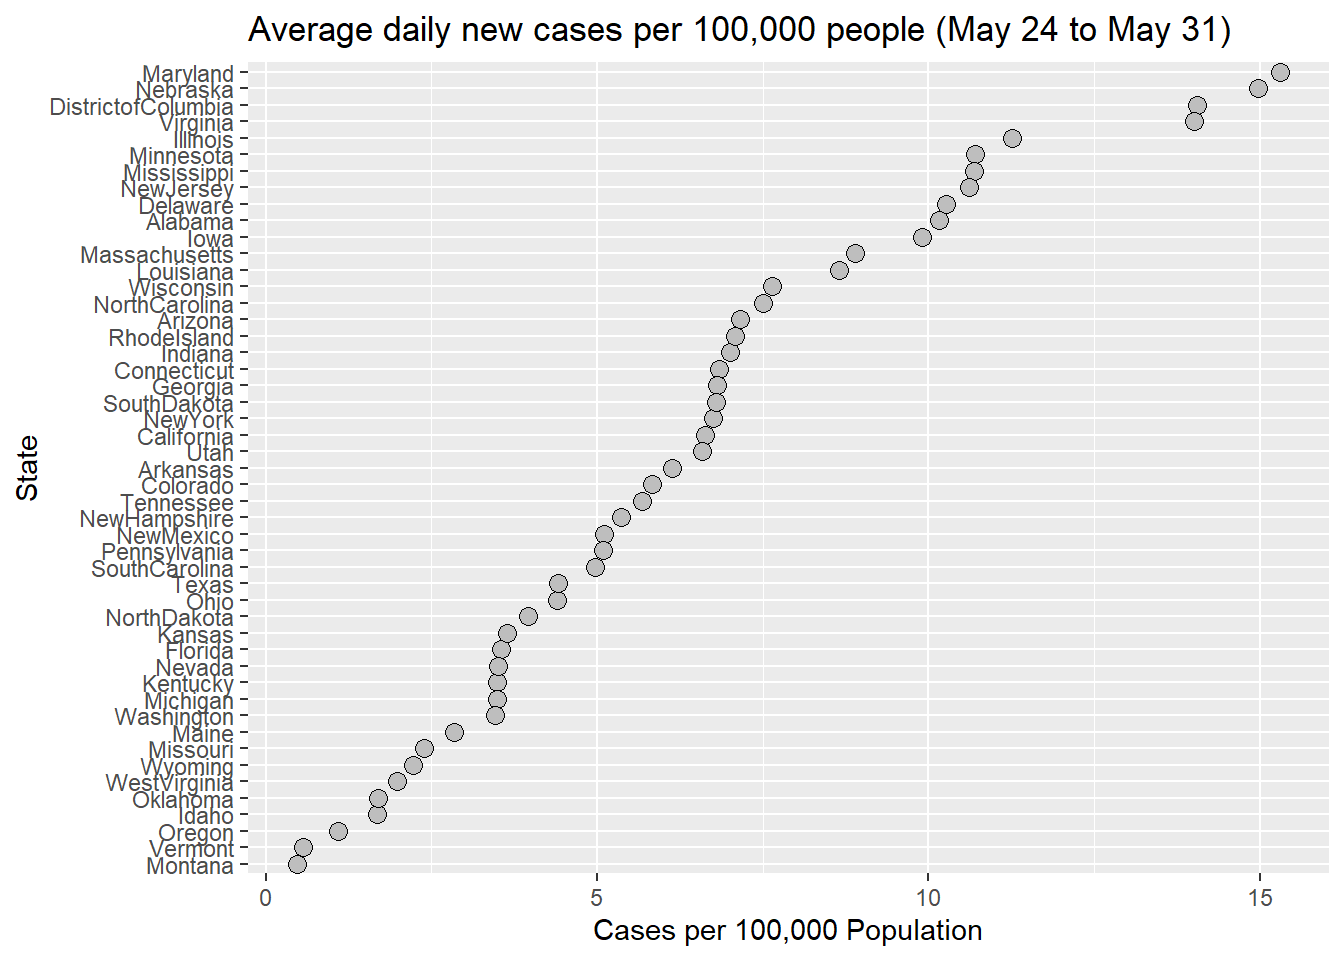 Average daily new cases per 100,000 people (May 24 to May 31)
Maryland
Nebraska
DistrictofColumbia
Virginia
Illinois
Minnesota
Mississippi
NewJersey
Delaware
Alabama
Iowa
Massachusetts
Louisiana
Wisconsin
NorthCarolina
Arizona
RhodeIsland
Indiana
Connecticut
Georgia
SouthDakota
NewYork
California
Utah
Arkansas
Colorado
Tennessee
NewHampshire
NewMexico
Pennsylvania
SouthCarolina
Texas
Ohio
NorthDakota
Kansas
Florida
Nevada
Kentucky
Michigan
Washington
Maine
Missouri
Wyoming
WestVirginia
Oklahoma
Idaho
Oregon
Vermont
Montana
State
0 5 10 15
Cases per 100,000 Population